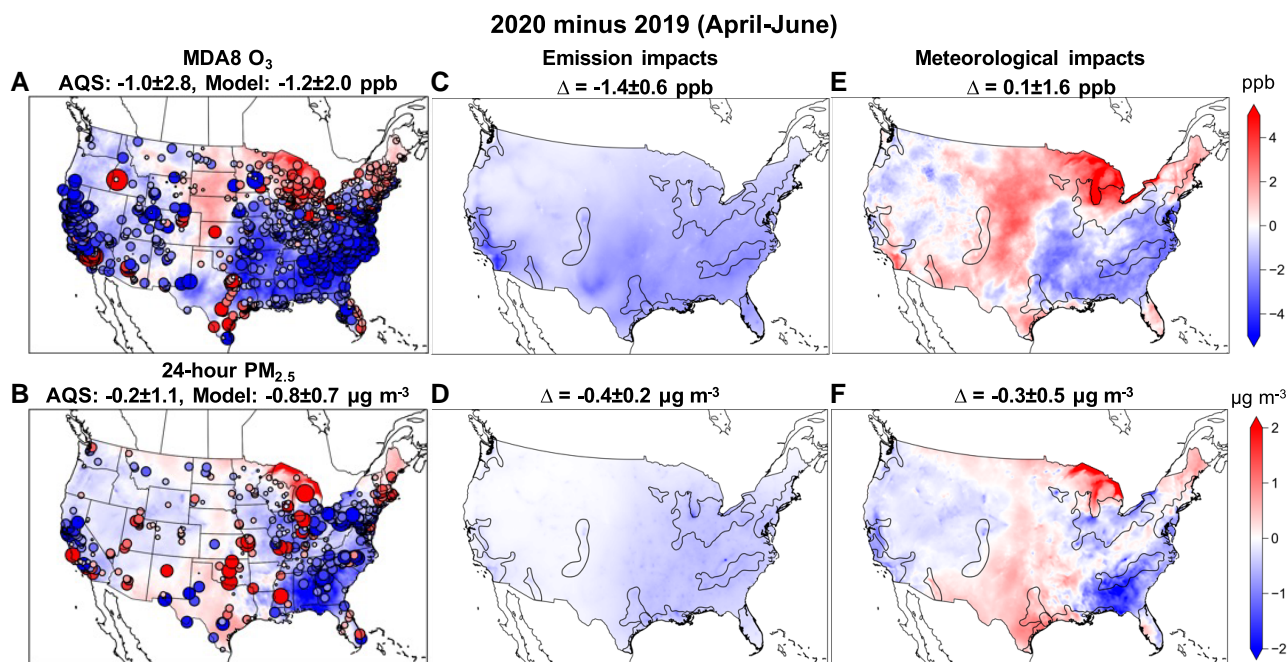 2020 minus 2019 (April-June)
MDA8 O₃
Emission impacts
Meteorological impacts
A
AQS: -1.0±2.8, Model: -1.2±2.0 ppb
C
Δ = -1.4±0.6 ppb
E
Δ = 0.1±1.6 ppb
ppb
4
2
0
−2
−4
24-hour PM₂.₅
B
AQS: -0.2±1.1, Model: -0.8±0.7 µg m⁻³
D
Δ = -0.4±0.2 µg m⁻³
F
Δ = -0.3±0.5 µg m⁻³
µg m⁻³
2
1
0
−1
−2